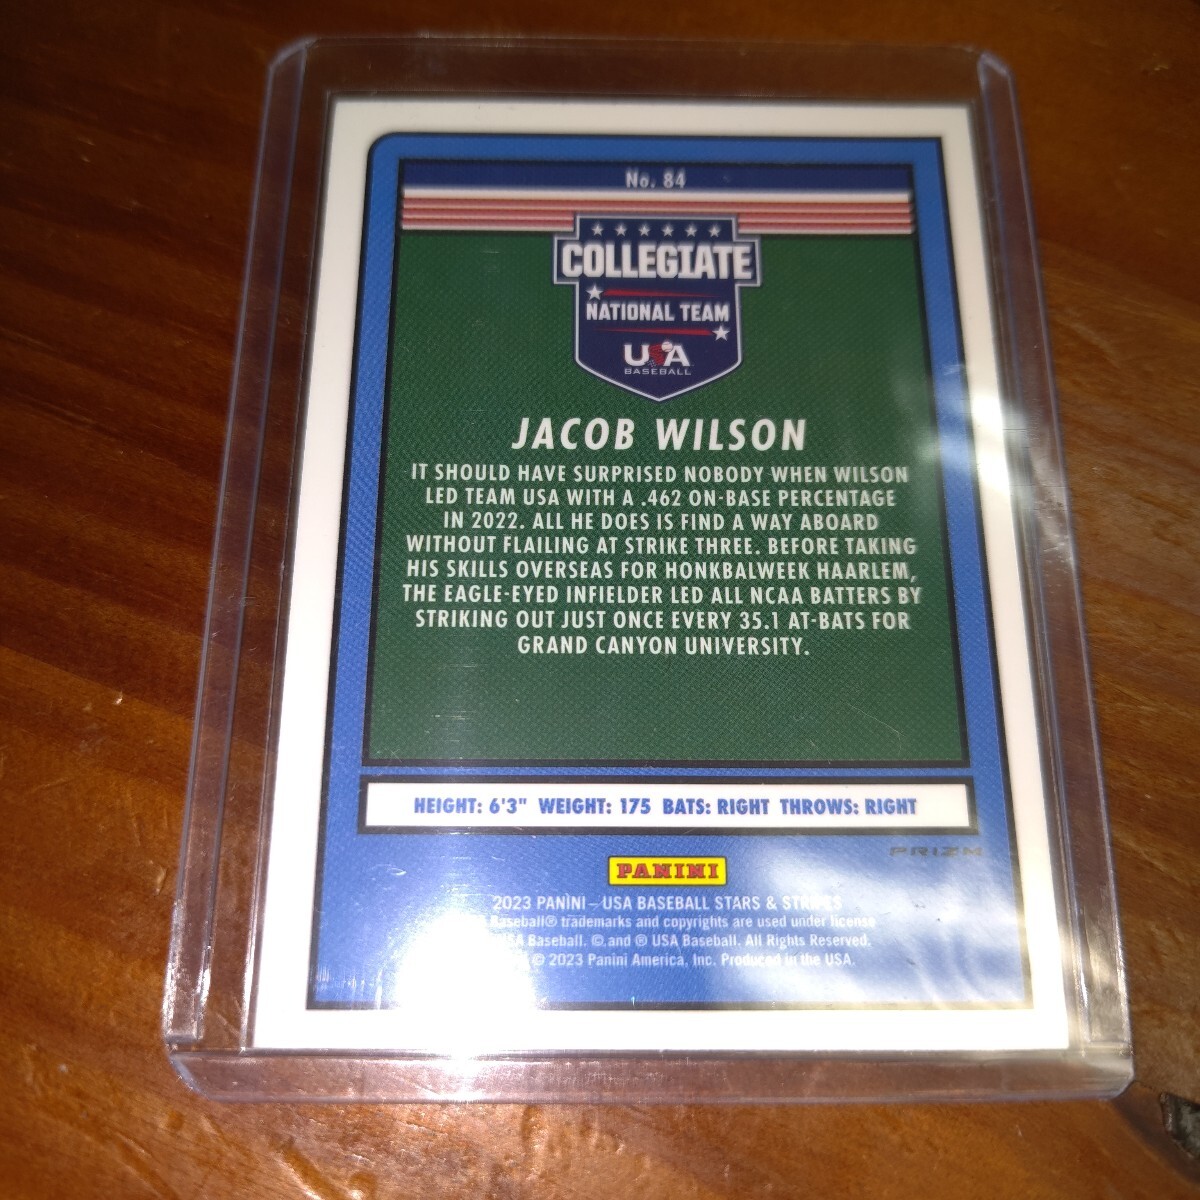 No. 84
COLLEGIATE
NATIONAL TEAM
USA
BASEBALL
JACOB WILSON
IT SHOULD HAVE SURPRISED NOBODY WHEN WILSON
LED TEAM USA WITH A .462 ON-BASE PERCENTAGE
IN 2022. ALL HE DOES IS FIND A WAY ABOARD
WITHOUT FLAILING AT STRIKE THREE. BEFORE TAKING
HIS SKILLS OVERSEAS FOR HONKBALWEEK HAARLEM,
THE EAGLE-EYED INFIELDER LED ALL NCAA BATTERS BY
STRIKING OUT JUST ONCE EVERY 35.1 AT-BATS FOR
GRAND CANYON UNIVERSITY.
HEIGHT: 6'3" WEIGHT: 175 BATS: RIGHT THROWS: RIGHT
PRIZM
PANINI
2023 PANINI – USA BASEBALL STARS &
Baseball® trademarks and copyrights are used under license
Baseball. © and ® USA Baseball. All Rights Reserved.
© 2023 Panini America, Inc. Produced in the USA.